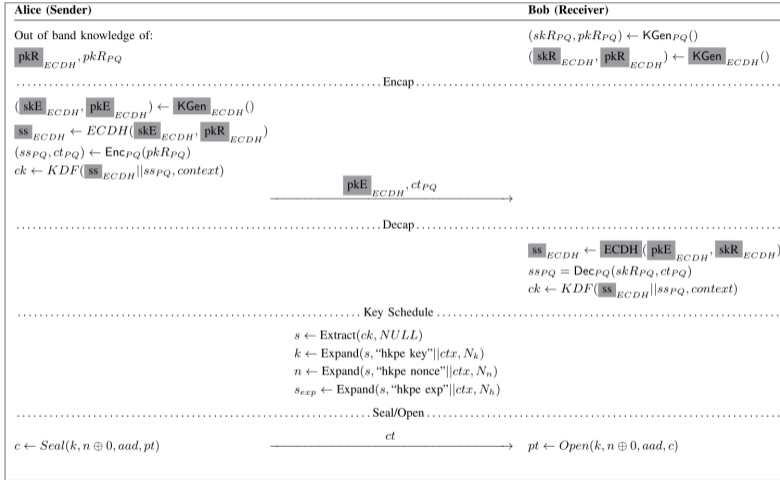 Alice (Sender) Bob (Receiver)
Out of band knowledge of: (skR_PQ, pkR_PQ) ← KGen_PQ()
pkR_ECDH, pkR_PQ (skR_ECDH, pkR_ECDH) ← KGen_ECDH()
Encap
(skE_ECDH, pkE_ECDH) ← KGen_ECDH()
ss_ECDH ← ECDH(skE_ECDH, pkR_ECDH)
(ss_PQ, ct_PQ) ← Enc_PQ(pkR_PQ)
ck ← KDF(ss_ECDH||ss_PQ, context)
pkE_ECDH, ct_PQ
Decap
ss_ECDH ← ECDH(pkE_ECDH, skR_ECDH)
ss_PQ = Dec_PQ(skR_PQ, ct_PQ)
ck ← KDF(ss_ECDH||ss_PQ, context)
Key Schedule
s ← Extract(ck, NULL)
k ← Expand(s, "hkpe key"||ctx, N_k)
n ← Expand(s, "hkpe nonce"||ctx, N_n)
s_exp ← Expand(s, "hkpe exp"||ctx, N_h)
Seal/Open
c ← Seal(k, n ⊕ 0, aad, pt) ct pt ← Open(k, n ⊕ 0, aad, c)